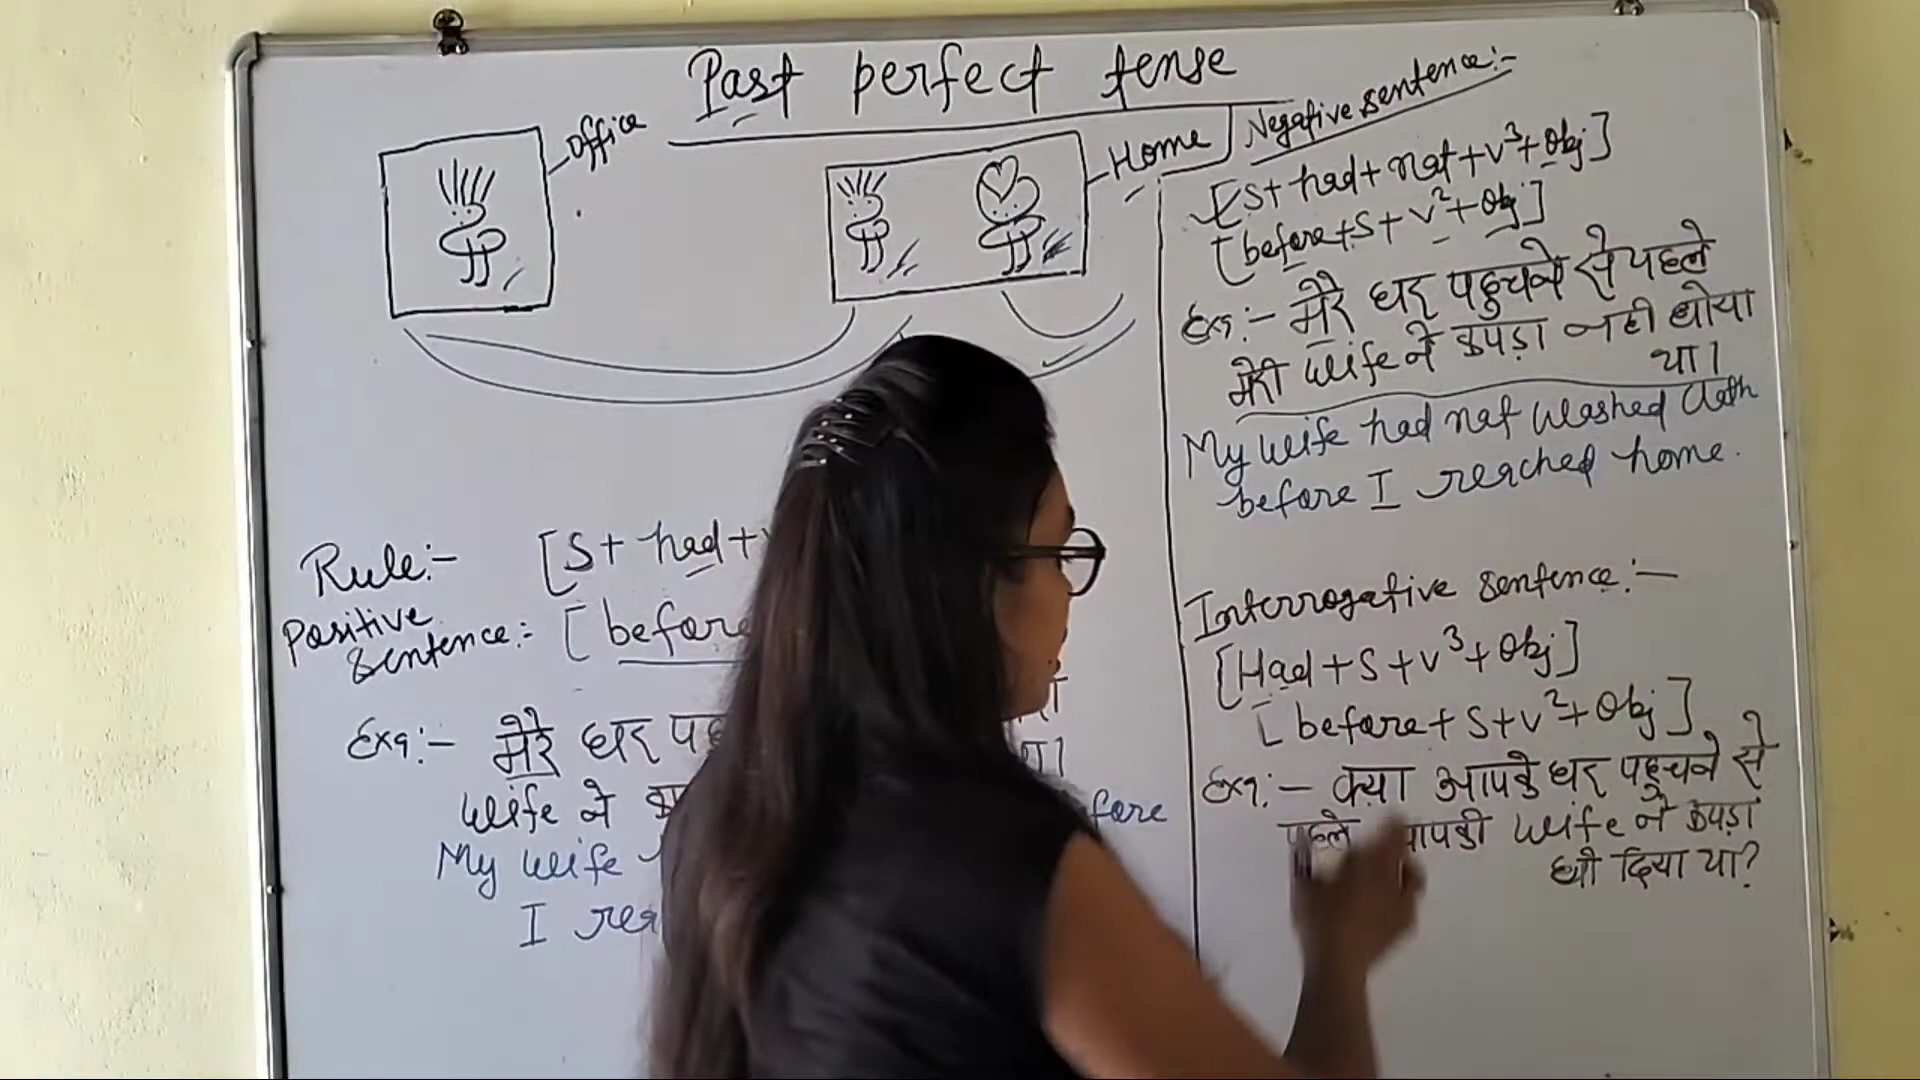 Past perfect tense
Office
Home
Rule:- [S+ had+
Positive
sentence:= [ before
Exa:- मेरे घर
wife ने
fore
My wife
I
Negative sentence:-
[S+ had+ not+V³+Obj]
[before+S+ V²+Obj]
Exa:- मेरे घर पहुचने से पहले
मेरी wife ने कपड़ा नही धोया
था।
My wife had not washed cloth
before I reached home.
Interrogative sentence:-
[Had+S+V³+Obj]
[before+S+V²+Obj]
Exa:- क्या आपके घर पहुचने से
पहले आपकी wife ने कपड़ा
धो दिया था?